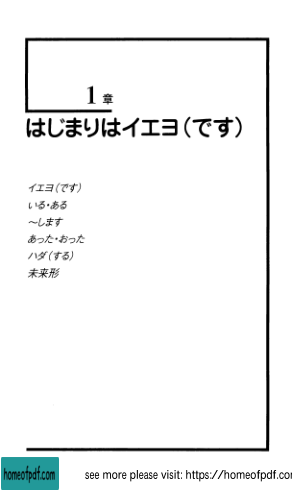 1 章
はじまりはイエヨ(です)
イエヨ(です)
いる・ある
～します
あった・おった
ハダ(する)
未来形
homeofpdf.com
see more please visit: https://homeofpdf.com